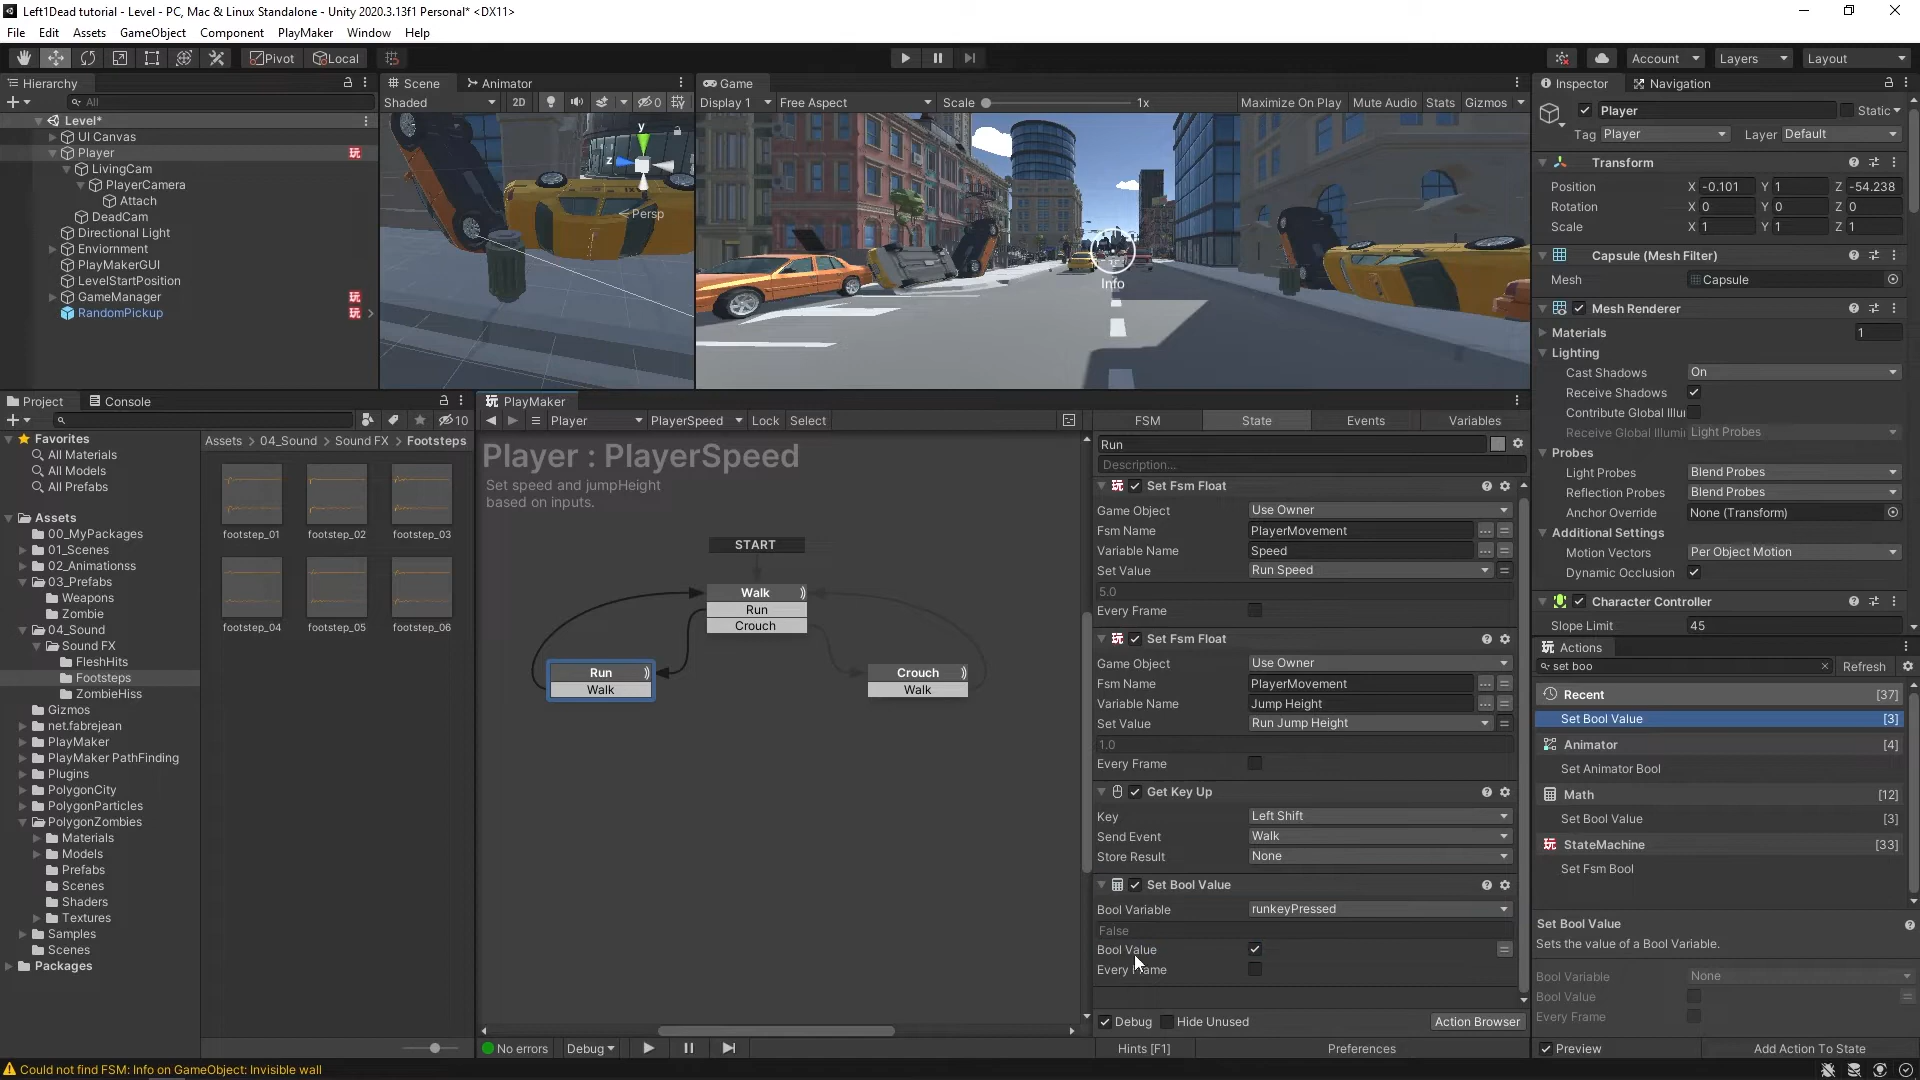 Left1Dead tutorial - Level - PC, Mac & Linux Standalone - Unity 2020.3.13f1 Personal* <DX11>
File Edit Assets GameObject Component PlayMaker Window Help
Pivot Local Account Layers Layout
Hierarchy
All
Level*
UI Canvas
Player
LivingCam
PlayerCamera
Attach
DeadCam
Directional Light
Enviornment
PlayMakerGUI
LevelStartPosition
GameManager
RandomPickup
Scene Animator
Shaded 2D 0
y
z
Persp
Game
Display 1 Free Aspect Scale 1x Maximize On Play Mute Audio Stats Gizmos
Info
Inspector Navigation
Player Static
Tag Player Layer Default
Transform
Position X -0.101 Y 1 Z -54.238
Rotation X 0 Y 0 Z 0
Scale X 1 Y 1 Z 1
Capsule (Mesh Filter)
Mesh Capsule
Mesh Renderer
Materials 1
Lighting
Cast Shadows On
Receive Shadows
Contribute Global Illu
Receive Global Illumi Light Probes
Probes
Light Probes Blend Probes
Reflection Probes Blend Probes
Anchor Override None (Transform)
Additional Settings
Motion Vectors Per Object Motion
Dynamic Occlusion
Character Controller
Slope Limit 45
Project Console
10
Favorites
All Materials
All Models
All Prefabs
Assets
00_MyPackages
01_Scenes
02_Animationss
03_Prefabs
Weapons
Zombie
04_Sound
Sound FX
FleshHits
Footsteps
ZombieHiss
Gizmos
net.fabrejean
PlayMaker
PlayMaker PathFinding
Plugins
PolygonCity
PolygonParticles
PolygonZombies
Materials
Models
Prefabs
Scenes
Shaders
Textures
Samples
Scenes
Packages
Assets > 04_Sound > Sound FX > Footsteps
footstep_01 footstep_02 footstep_03
footstep_04 footstep_05 footstep_06
PlayMaker
Player PlayerSpeed Lock Select
Player : PlayerSpeed
Set speed and jumpHeight
based on inputs.
START
Walk
Run
Crouch
Run
Walk
Crouch
Walk
No errors Debug
FSM State Events Variables
Run
Description...
Set Fsm Float
Game Object Use Owner
Fsm Name PlayerMovement
Variable Name Speed
Set Value Run Speed
5.0
Every Frame
Set Fsm Float
Game Object Use Owner
Fsm Name PlayerMovement
Variable Name Jump Height
Set Value Run Jump Height
1.0
Every Frame
Get Key Up
Key Left Shift
Send Event Walk
Store Result None
Set Bool Value
Bool Variable runkeyPressed
False
Bool Value
Every Frame
Debug Hide Unused Action Browser
Hints [F1] Preferences
Actions
set boo Refresh
Recent [37]
Set Bool Value [3]
Animator [4]
Set Animator Bool
Math [12]
Set Bool Value [3]
StateMachine [33]
Set Fsm Bool
Set Bool Value
Sets the value of a Bool Variable.
Bool Variable None
Bool Value
Every Frame
Preview Add Action To State
Could not find FSM: Info on GameObject: Invisible wall